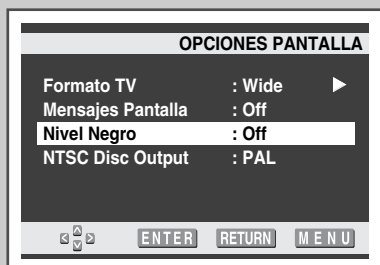 OPCIONES PANTALLA
Formato TV : Wide
Mensajes Pantalla : Off
Nivel Negro : Off
NTSC Disc Output : PAL
ENTER RETURN MENU